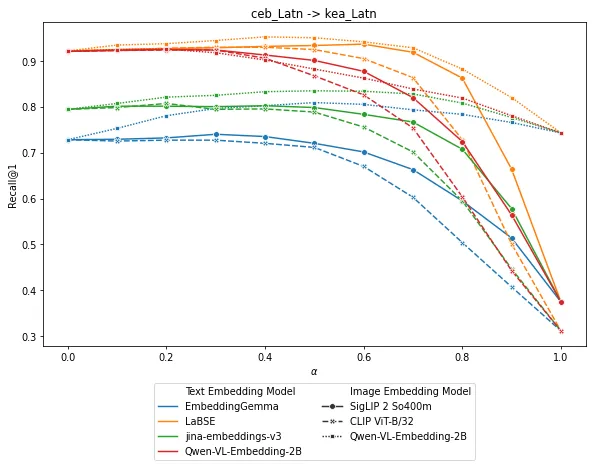 ceb_Latn -> kea_Latn
Recall@1
0.9
0.8
0.7
0.6
0.5
0.4
0.3
0.0
0.2
0.4
0.6
0.8
1.0
α
Text Embedding Model
EmbeddingGemma
LaBSE
jina-embeddings-v3
Qwen-VL-Embedding-2B
Image Embedding Model
SigLIP 2 So400m
CLIP ViT-B/32
Qwen-VL-Embedding-2B